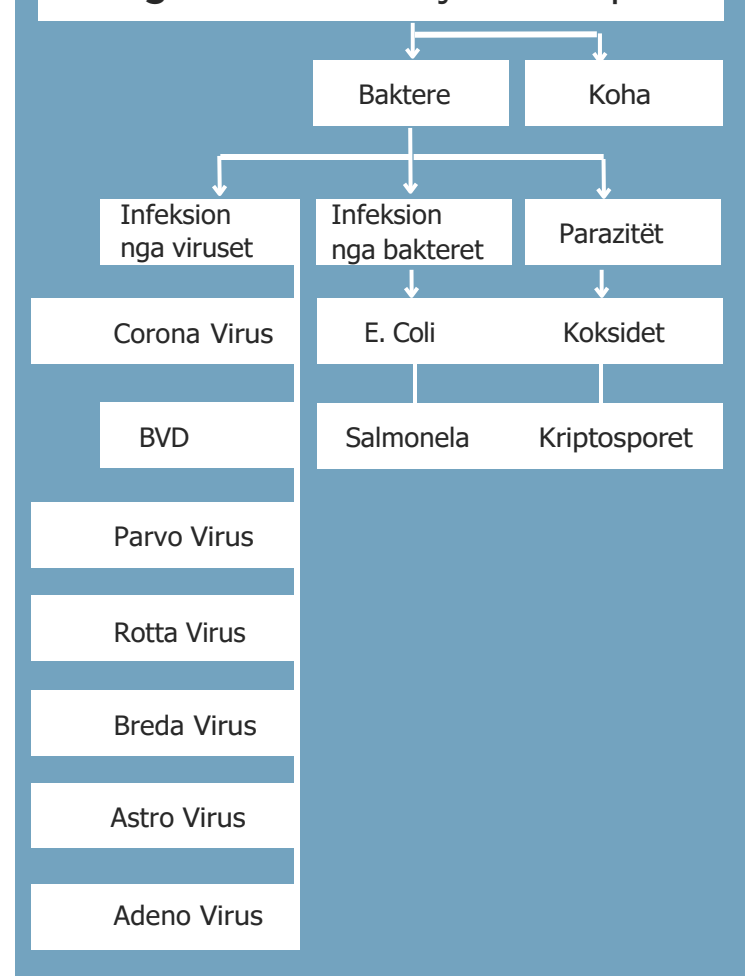 Baktere
Koha
Infeksion
nga viruset
Infeksion
nga bakteret
Parazitët
Corona Virus
E. Coli
Koksidet
BVD
Salmonela
Kriptosporet
Parvo Virus
Rotta Virus
Breda Virus
Astro Virus
Adeno Virus